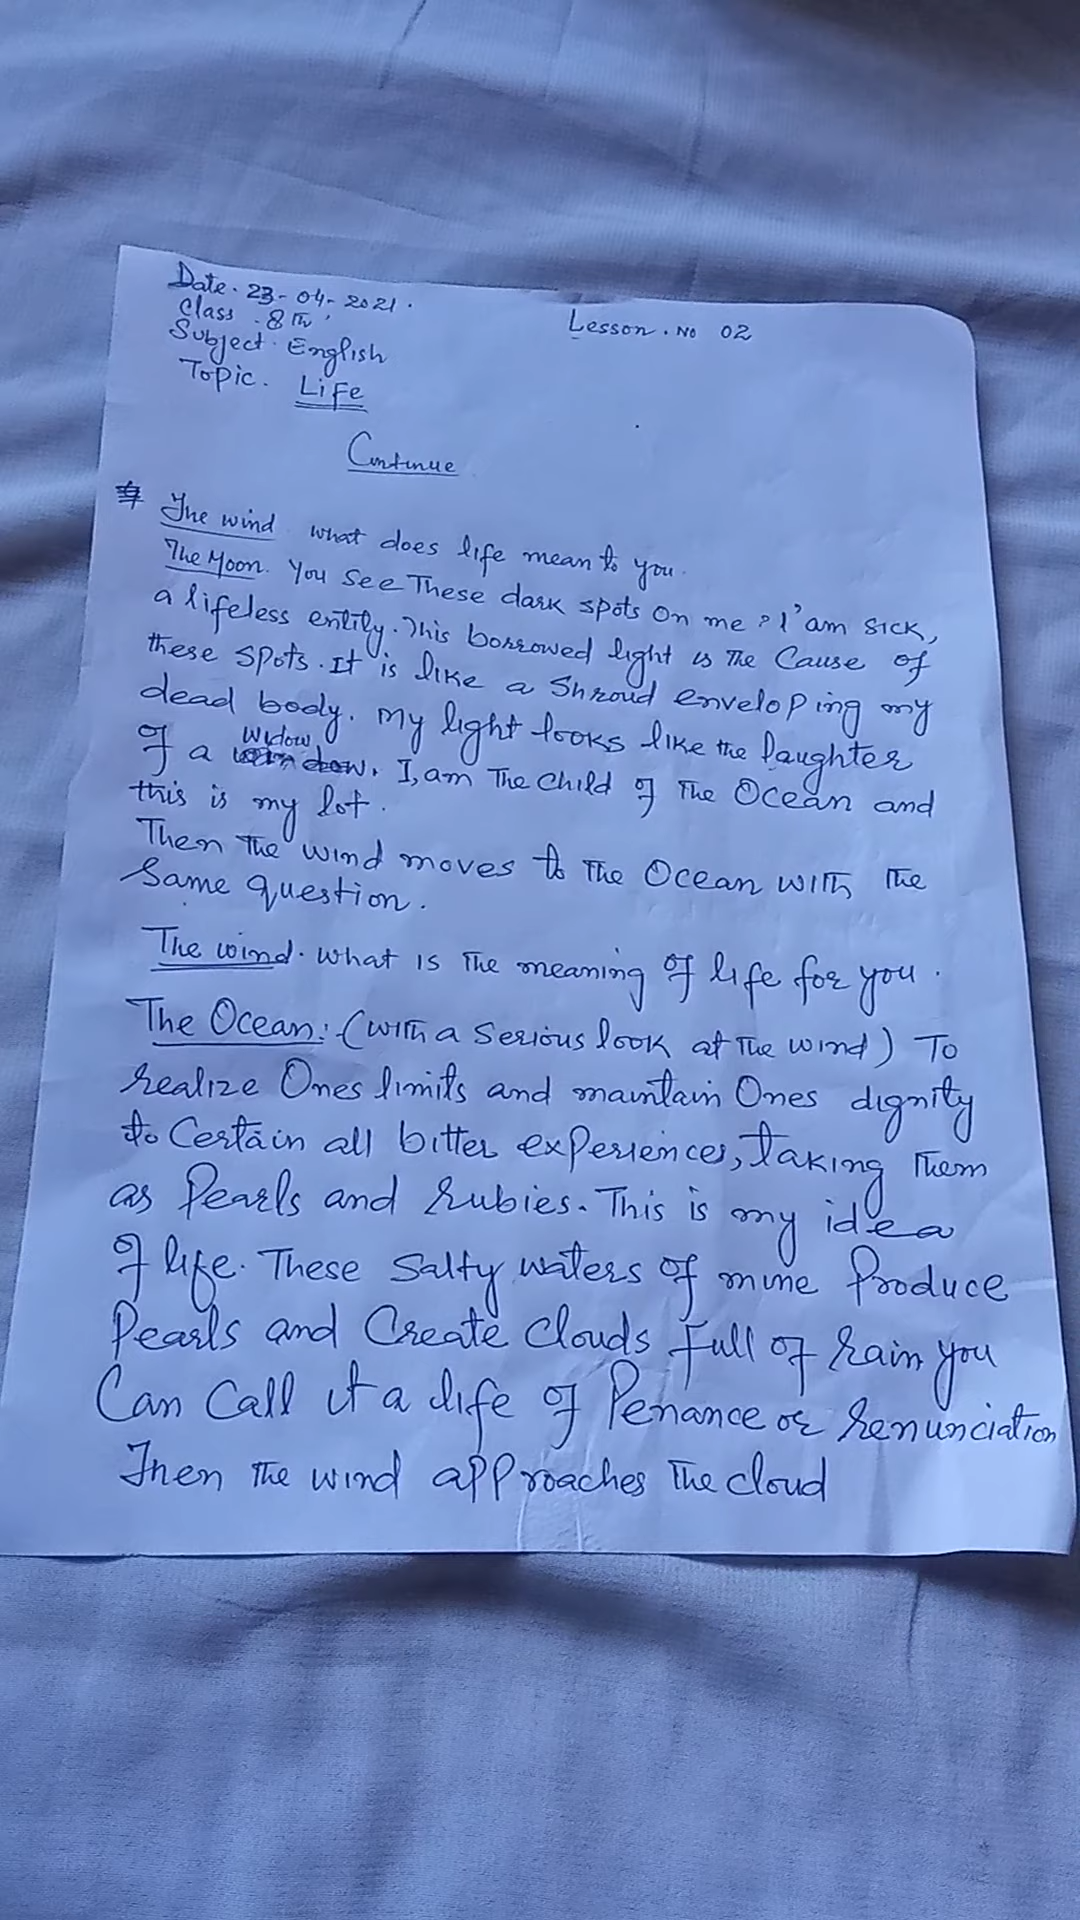 Date. 23-04-2021.
Class. 8Th
Lesson. No 02
Subject. English
Topic. Life
Continue
The wind what does life mean to you.
The Moon. You See These dark spots on me ? I'am sick,
a lifeless entity. This borrowed light is The Cause of
these spots. It is like a Shroud enveloping my
dead body. My light looks like the laughter
of a widow. I, am The Child of The Ocean and
this is my lot.
Then The wind moves to The Ocean with The
Same question.
The wind. What is The meaning of life for you.
The Ocean: (with a Serious look at The wind) To
realize Ones limits and maintain Ones dignity
to Certain all bitter experiences, taking Them
as Pearls and rubies. This is my idea
of life. These Salty waters of mine Produce
Pearls and Create Clouds full of rain you
Can Call it a life of Penance or renunciation
Then The wind approaches The cloud